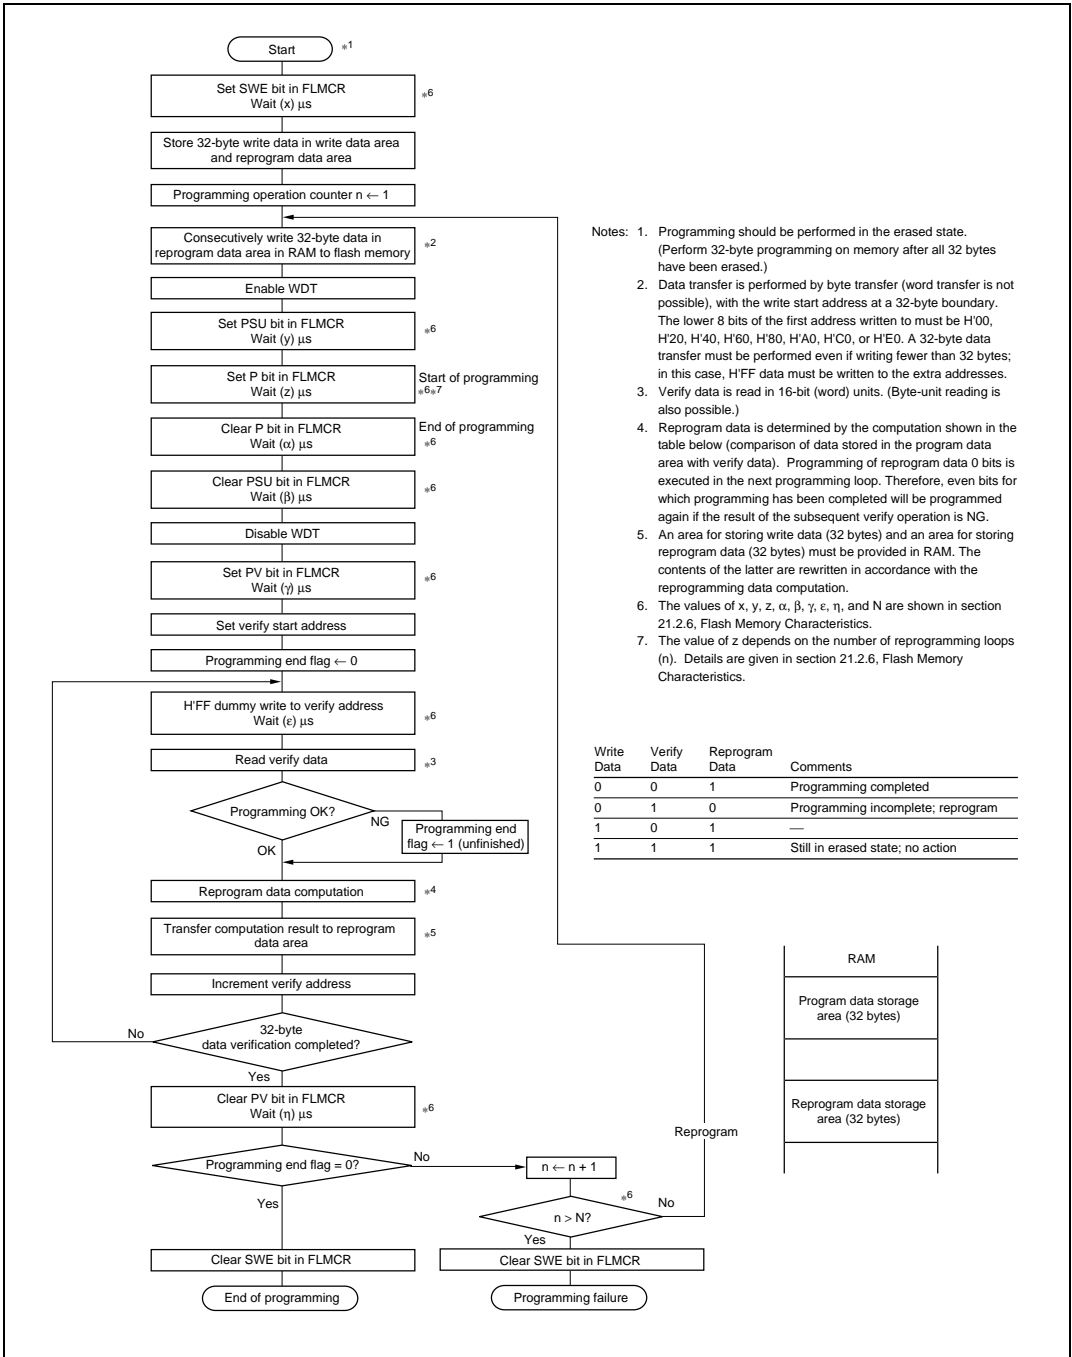 Start *1
Set SWE bit in FLMCR
Wait (x) µs
*6
Store 32-byte write data in write data area
and reprogram data area
Programming operation counter n ← 1
Consecutively write 32-byte data in
reprogram data area in RAM to flash memory
*2
Enable WDT
Set PSU bit in FLMCR
Wait (y) µs
*6
Set P bit in FLMCR
Wait (z) µs
Start of programming
*6*7
Clear P bit in FLMCR
Wait (α) µs
End of programming
*6
Clear PSU bit in FLMCR
Wait (β) µs
*6
Disable WDT
Set PV bit in FLMCR
Wait (γ) µs
*6
Set verify start address
Programming end flag ← 0
H'FF dummy write to verify address
Wait (ε) µs
*6
Read verify data
*3
Programming OK?
NG
Programming end
flag ← 1 (unfinished)
OK
Reprogram data computation
*4
Transfer computation result to reprogram
data area
*5
Increment verify address
32-byte
data verification completed?
No
Yes
Clear PV bit in FLMCR
Wait (η) µs
*6
Programming end flag = 0?
No
Yes
n ← n + 1
n > N?
*6
No
Reprogram
Yes
Clear SWE bit in FLMCR
Clear SWE bit in FLMCR
End of programming
Programming failure
Notes: 1. Programming should be performed in the erased state.
(Perform 32-byte programming on memory after all 32 bytes
have been erased.)
2. Data transfer is performed by byte transfer (word transfer is not
possible), with the write start address at a 32-byte boundary.
The lower 8 bits of the first address written to must be H'00,
H'20, H'40, H'60, H'80, H'A0, H'C0, or H'E0. A 32-byte data
transfer must be performed even if writing fewer than 32 bytes;
in this case, H'FF data must be written to the extra addresses.
3. Verify data is read in 16-bit (word) units. (Byte-unit reading is
also possible.)
4. Reprogram data is determined by the computation shown in the
table below (comparison of data stored in the program data
area with verify data). Programming of reprogram data 0 bits is
executed in the next programming loop. Therefore, even bits for
which programming has been completed will be programmed
again if the result of the subsequent verify operation is NG.
5. An area for storing write data (32 bytes) and an area for storing
reprogram data (32 bytes) must be provided in RAM. The
contents of the latter are rewritten in accordance with the
reprogramming data computation.
6. The values of x, y, z, α, β, γ, ε, η, and N are shown in section
21.2.6, Flash Memory Characteristics.
7. The value of z depends on the number of reprogramming loops
(n). Details are given in section 21.2.6, Flash Memory
Characteristics.
Write Verify Reprogram
Data Data Data Comments
0 0 1 Programming completed
0 1 0 Programming incomplete; reprogram
1 0 1 —
1 1 1 Still in erased state; no action
RAM
Program data storage
area (32 bytes)
Reprogram data storage
area (32 bytes)